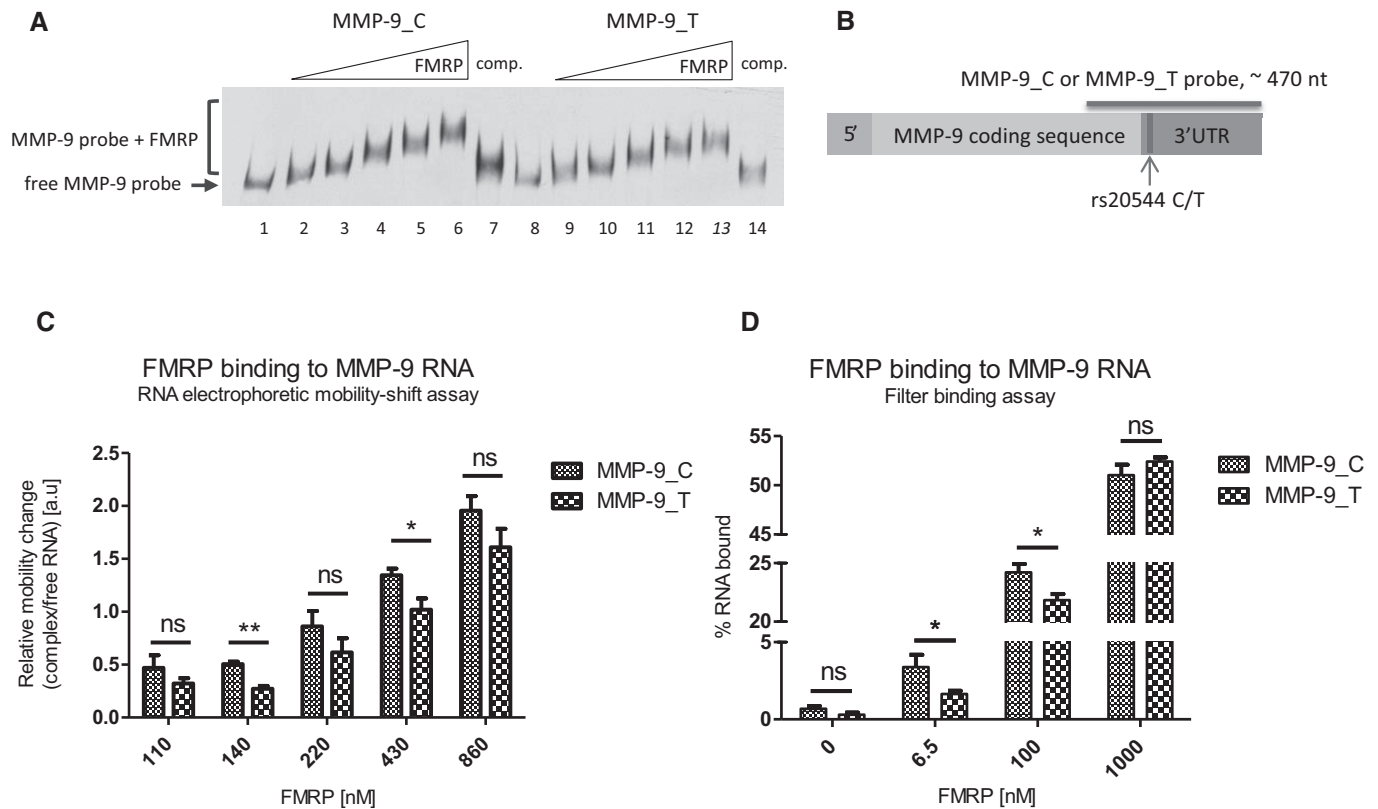 A
MMP-9_C
MMP-9_T
FMRP
comp.
FMRP
comp.
MMP-9 probe + FMRP
free MMP-9 probe
1 2 3 4 5 6 7 8 9 10 11 12 13 14
B
MMP-9_C or MMP-9_T probe, ~ 470 nt
5’ MMP-9 coding sequence 3’UTR
rs20544 C/T
C
FMRP binding to MMP-9 RNA
RNA electrophoretic mobility-shift assay
Relative mobility change
(complex/free RNA) [a.u]
2.5
2.0
1.5
1.0
0.5
0.0
ns
**
ns
*
ns
MMP-9_C
MMP-9_T
110 140 220 430 860
FMRP [nM]
D
FMRP binding to MMP-9 RNA
Filter binding assay
% RNA bound
55
50
45
25
20
5
0
ns
*
*
ns
MMP-9_C
MMP-9_T
0 6.5 100 1000
FMRP [nM]